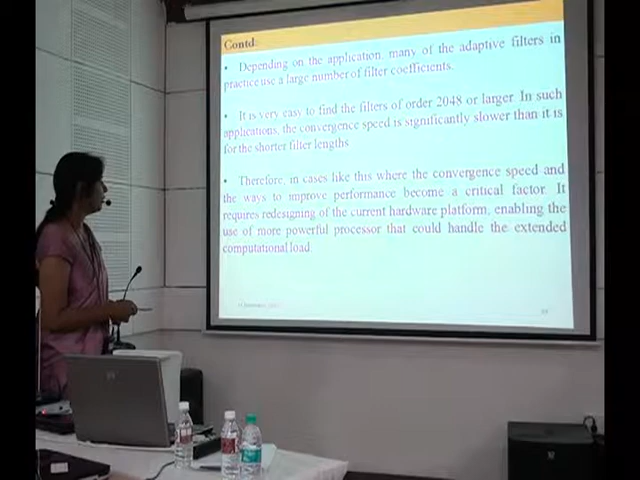 Contd.
• Depending on the application, many of the adaptive filters in
practice use a large number of filter coefficients.
• It is very easy to find the filters of order 2048 or larger. In such
applications, the convergence speed is significantly slower than it is
for the shorter filter lengths
• Therefore, in cases like this where the convergence speed and
the ways to improve performance become a critical factor. It
requires redesigning of the current hardware platform, enabling the
use of more powerful processor that could handle the extended
computational load.